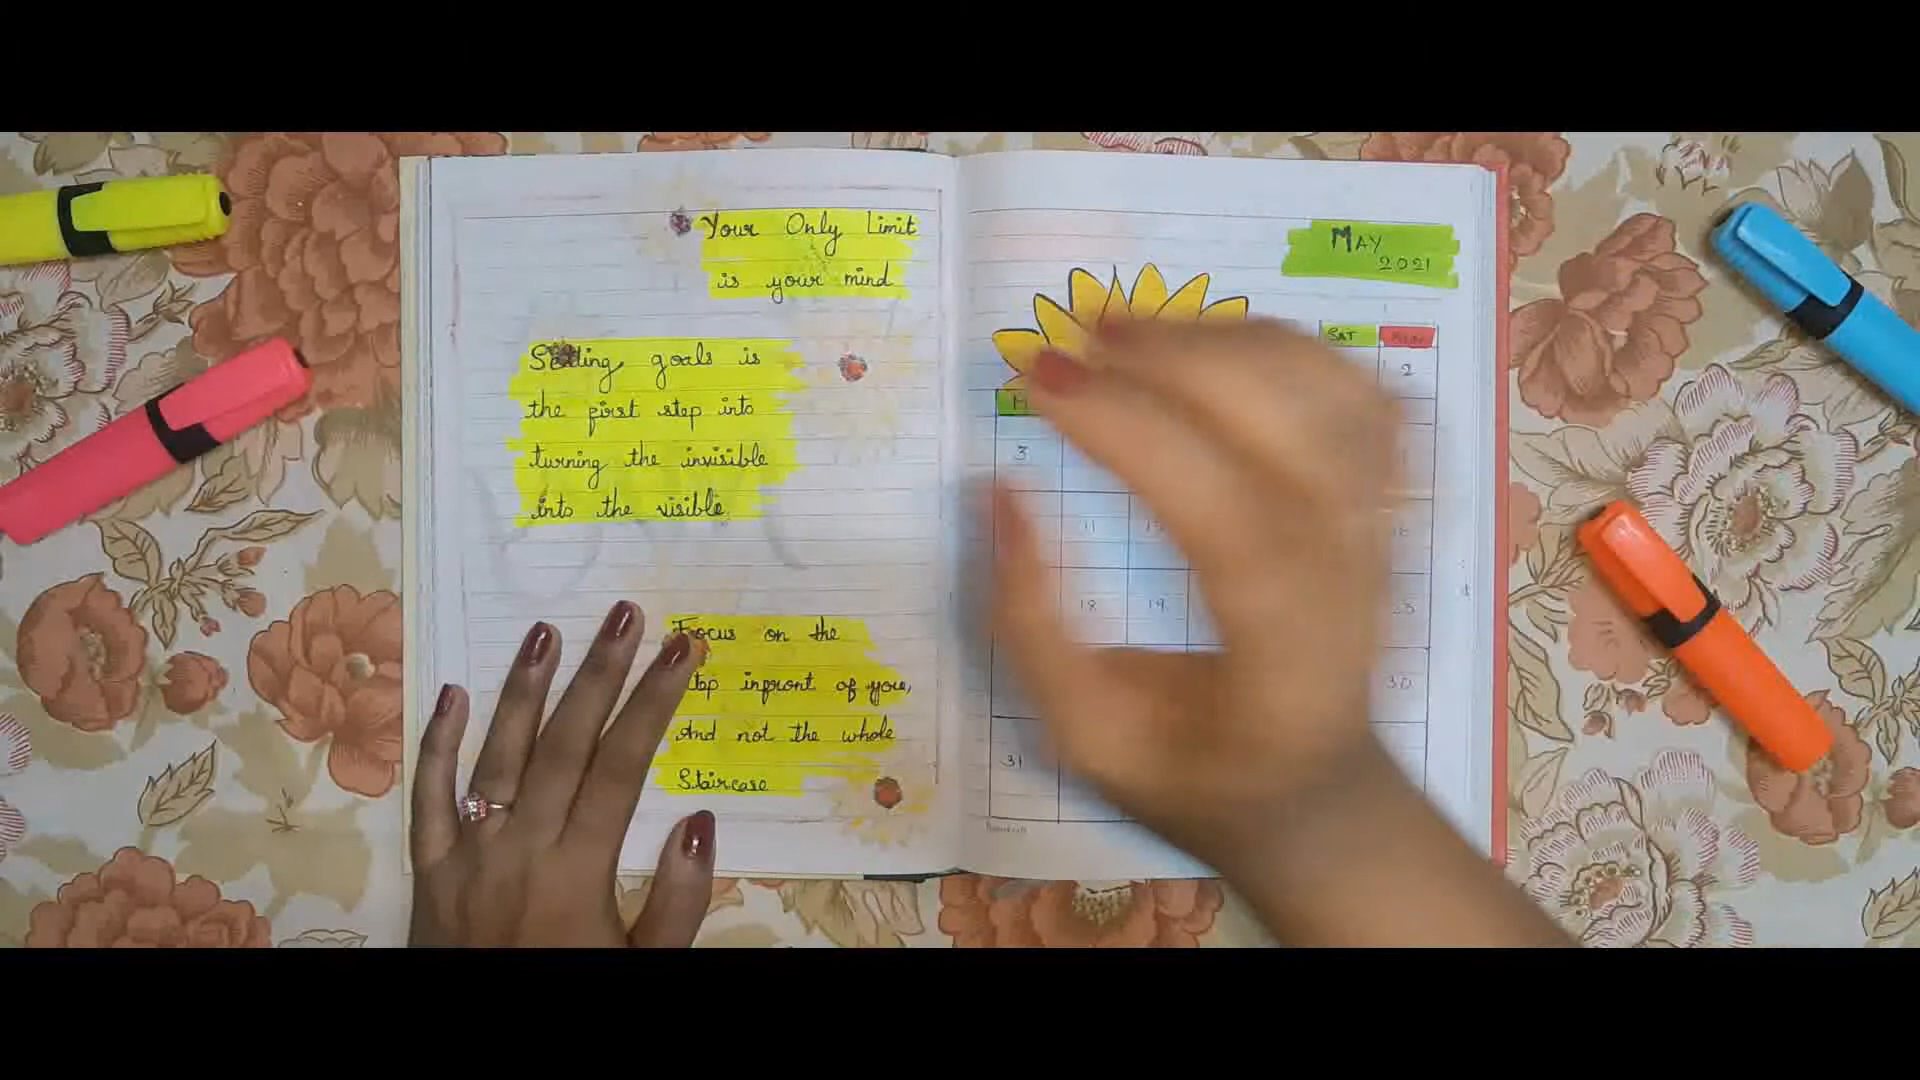 Your Only Limit
is your mind
Setting goals is
the first step into
turning the invisible
into the visible
Focus on the
infront of you,
And not the whole
Staircase
MAY
2021
SAT
2
3
11
18 19
30
31